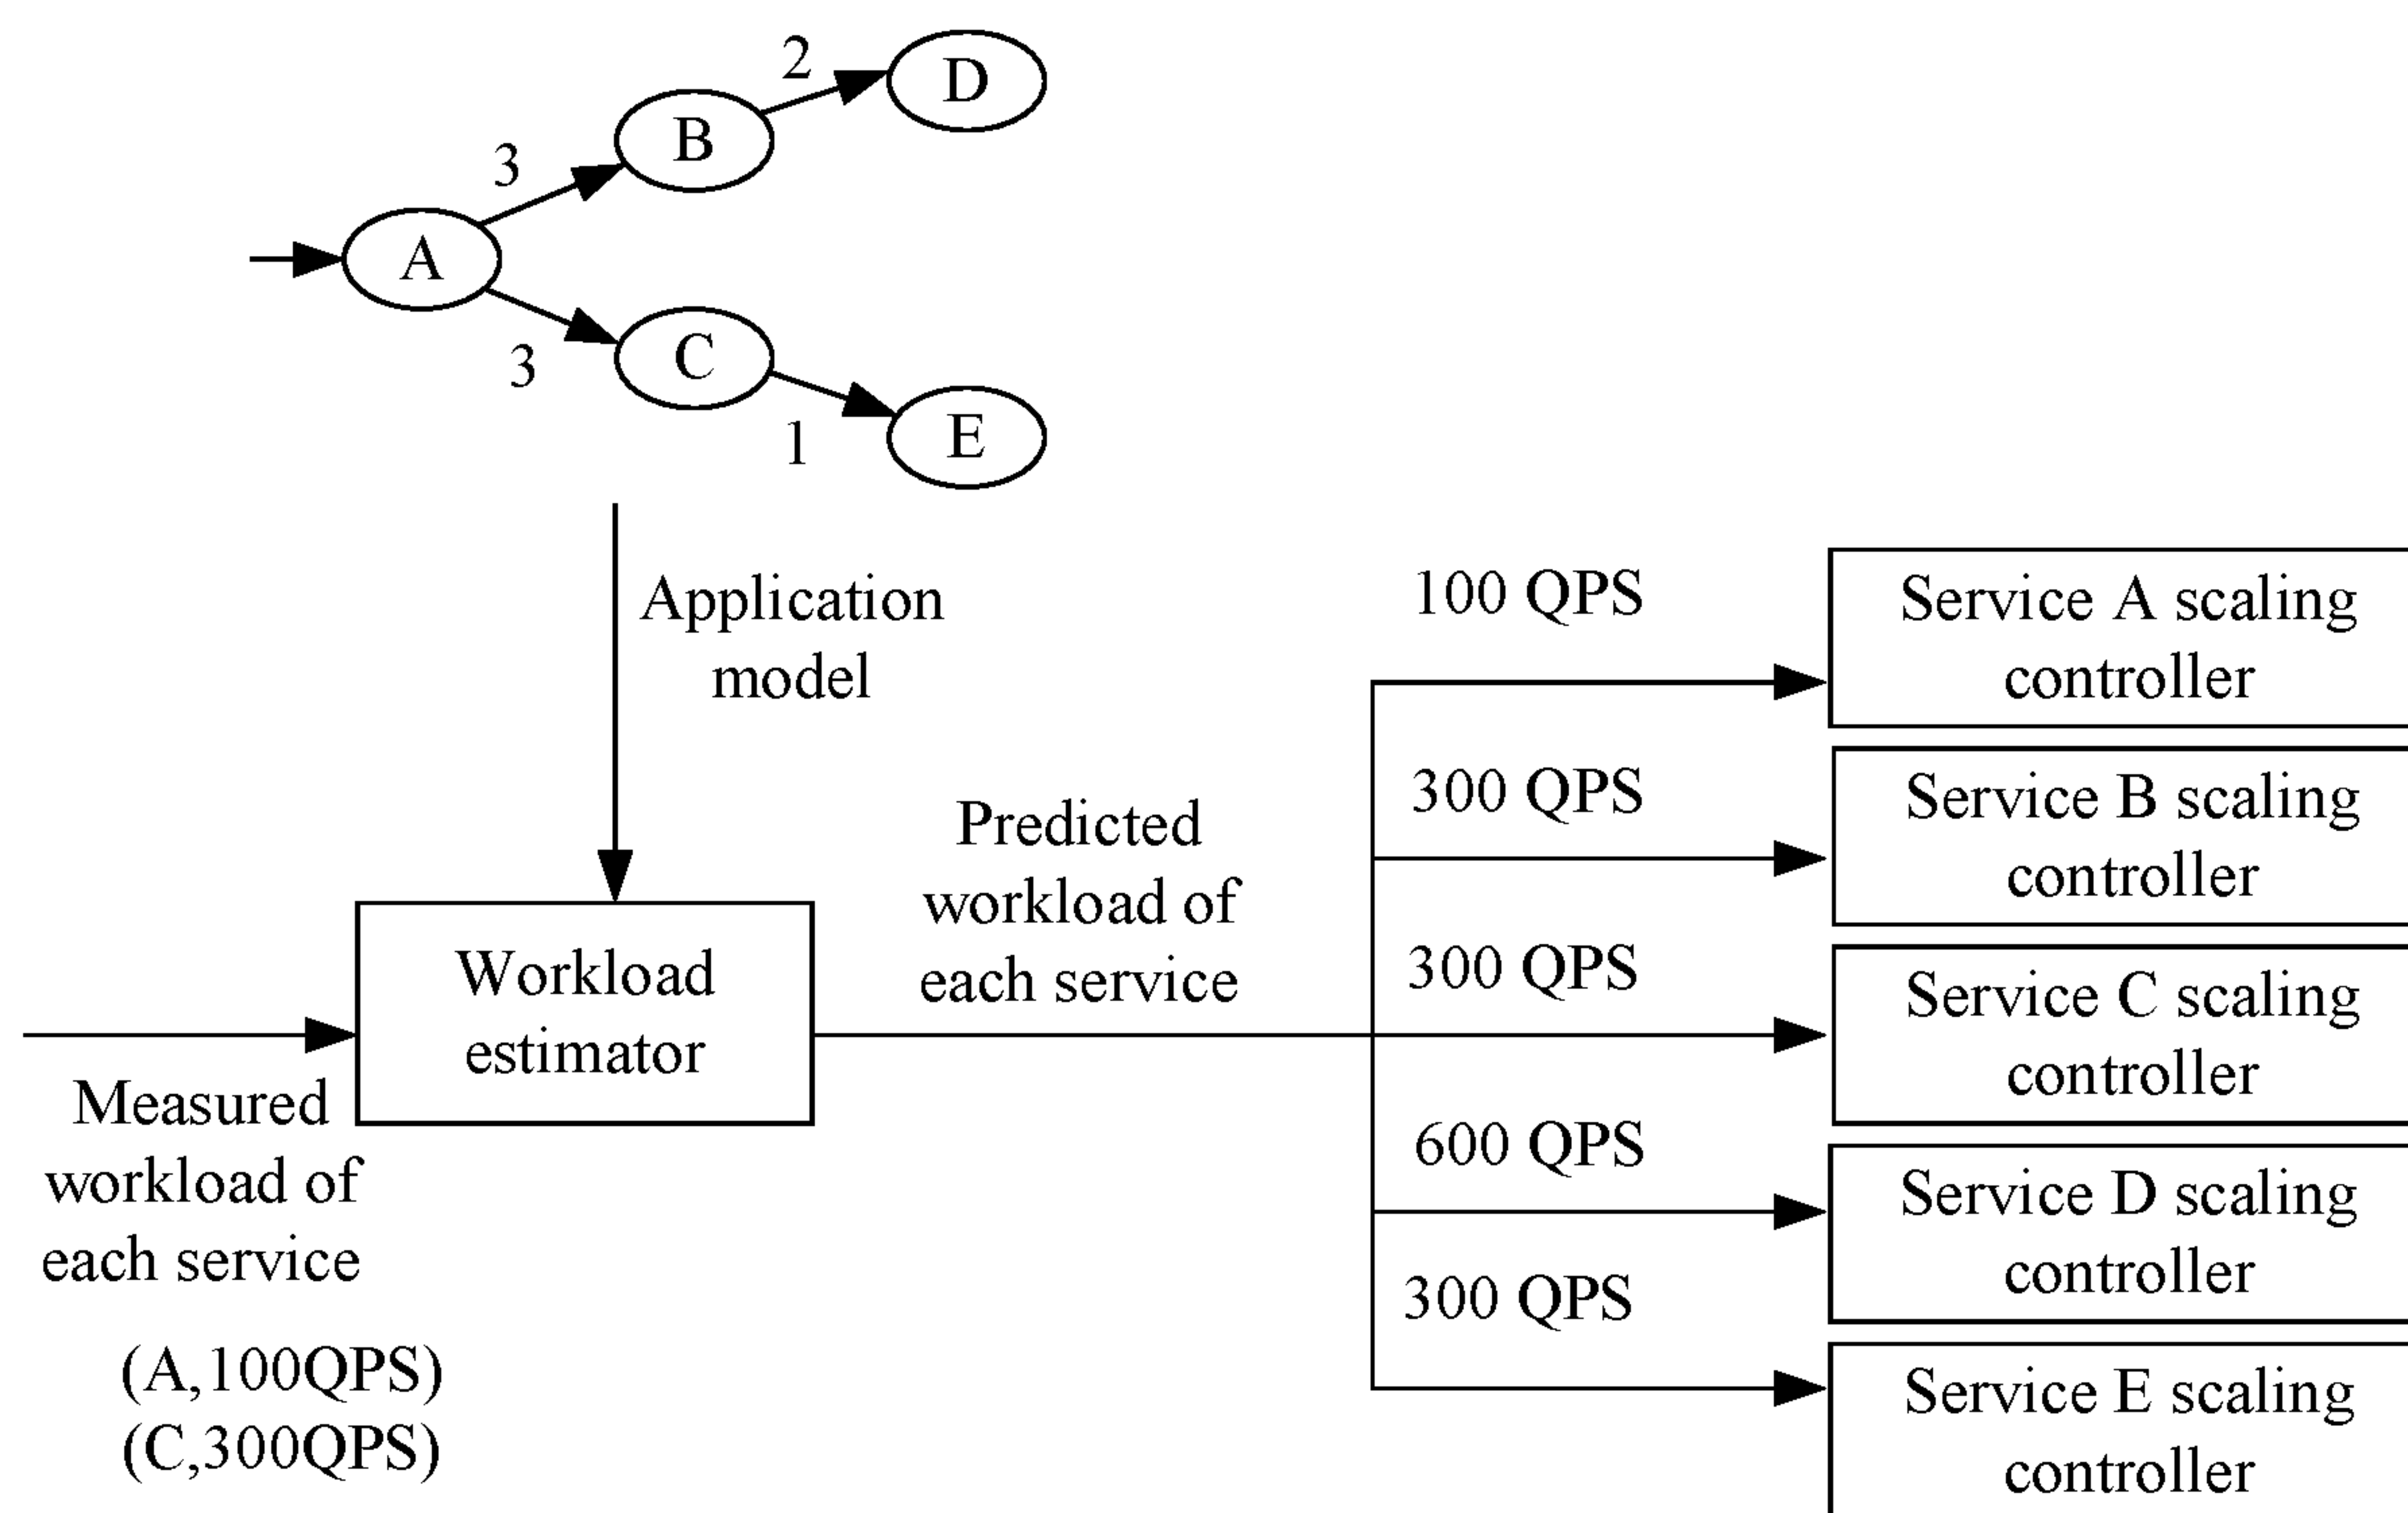 2
D
B
3
A
C
3
E
1
Application
model
100 QPS
Service A scaling
controller
300 QPS
Service B scaling
controller
Predicted
workload of
each service
300 QPS
Service C scaling
controller
Workload
estimator
Measured
workload of
each service
(A,100QPS)
(C,300QPS)
600 QPS
Service D scaling
controller
300 QPS
Service E scaling
controller